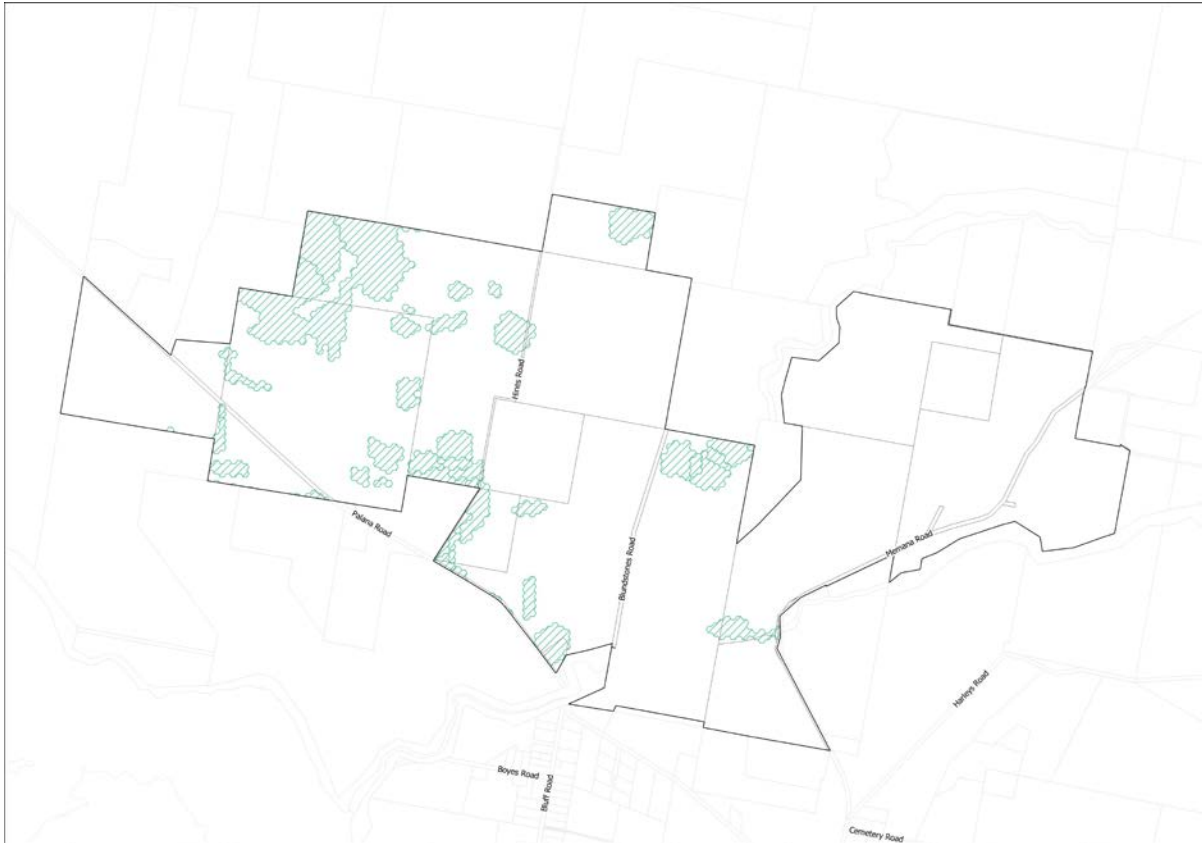 Hines Road
Palana Road
Memana Road
Blundstones Road
Harleys Road
Boyes Road
Bluff Road
Cemetery Road